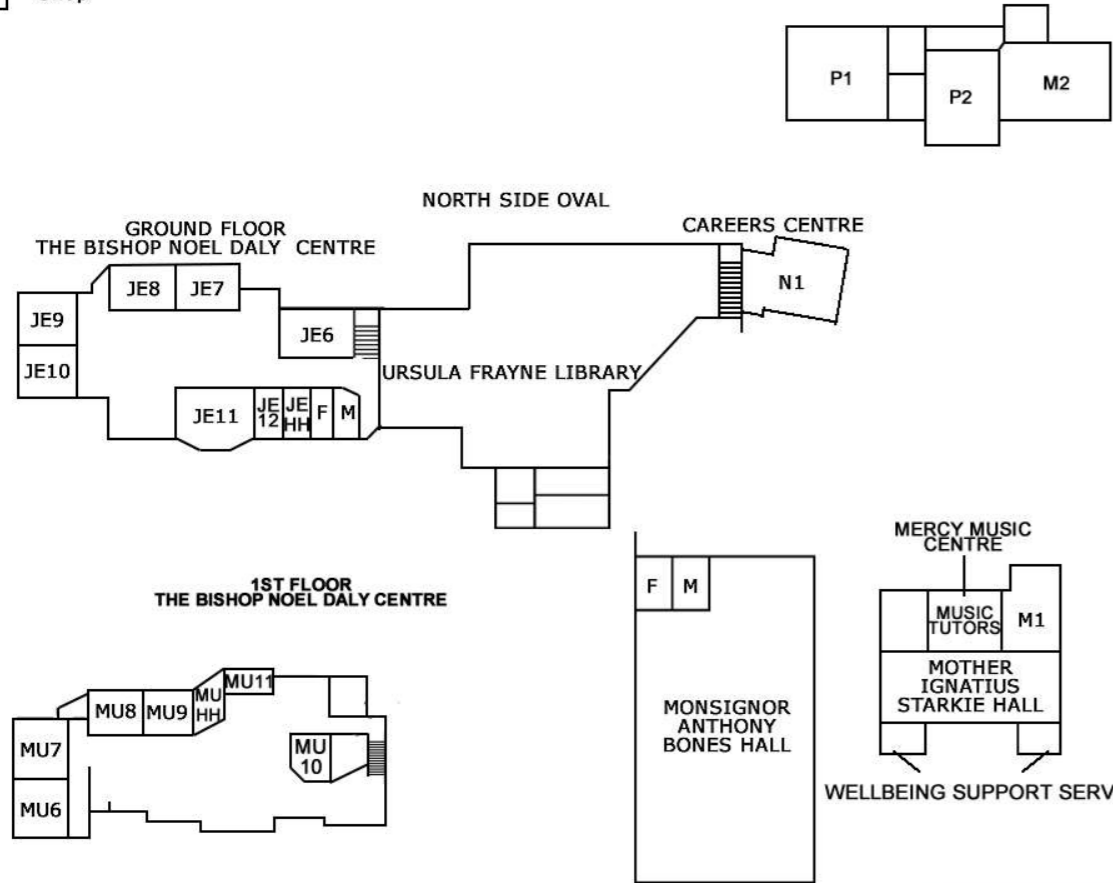 P1
P2
M2
NORTH SIDE OVAL
CAREERS CENTRE
GROUND FLOOR
THE BISHOP NOEL DALY CENTRE
JE8
JE7
N1
JE9
JE6
JE10
URSULA FRAYNE LIBRARY
JE11
JE
12
JE
HH
F
M
MERCY MUSIC
CENTRE
1ST FLOOR
THE BISHOP NOEL DALY CENTRE
F
M
MUSIC
TUTORS
M1
MOTHER
IGNATIUS
STARKIE HALL
MU11
MU8
MU9
MU
HH
MONSIGNOR
ANTHONY
BONES HALL
MU7
MU
10
MU6
WELLBEING SUPPORT SERV